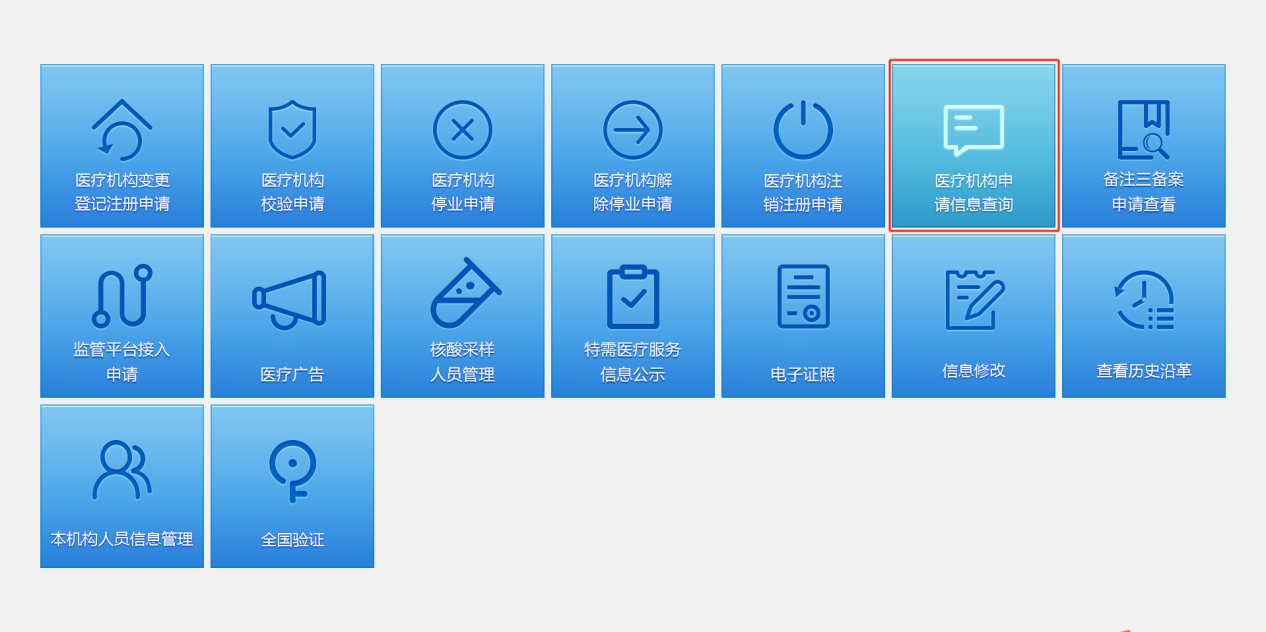 医疗机构变更
登记注册申请
医疗机构
校验申请
医疗机构
停业申请
医疗机构解
除停业申请
医疗机构注
销注册申请
医疗机构申
请信息查询
备注三备案
申请查看
监管平台接入
申请
医疗广告
核酸采样
人员管理
特需医疗服务
信息公示
电子证照
信息修改
查看历史沿革
本机构人员信息管理
全国验证